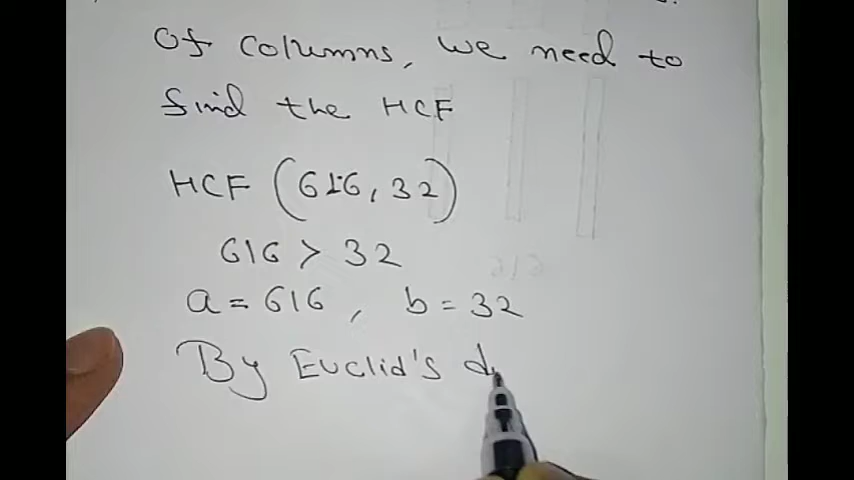 of columns, we need to
find the HCF
HCF (616, 32)
616 > 32
a = 616, b = 32
By Euclid's d